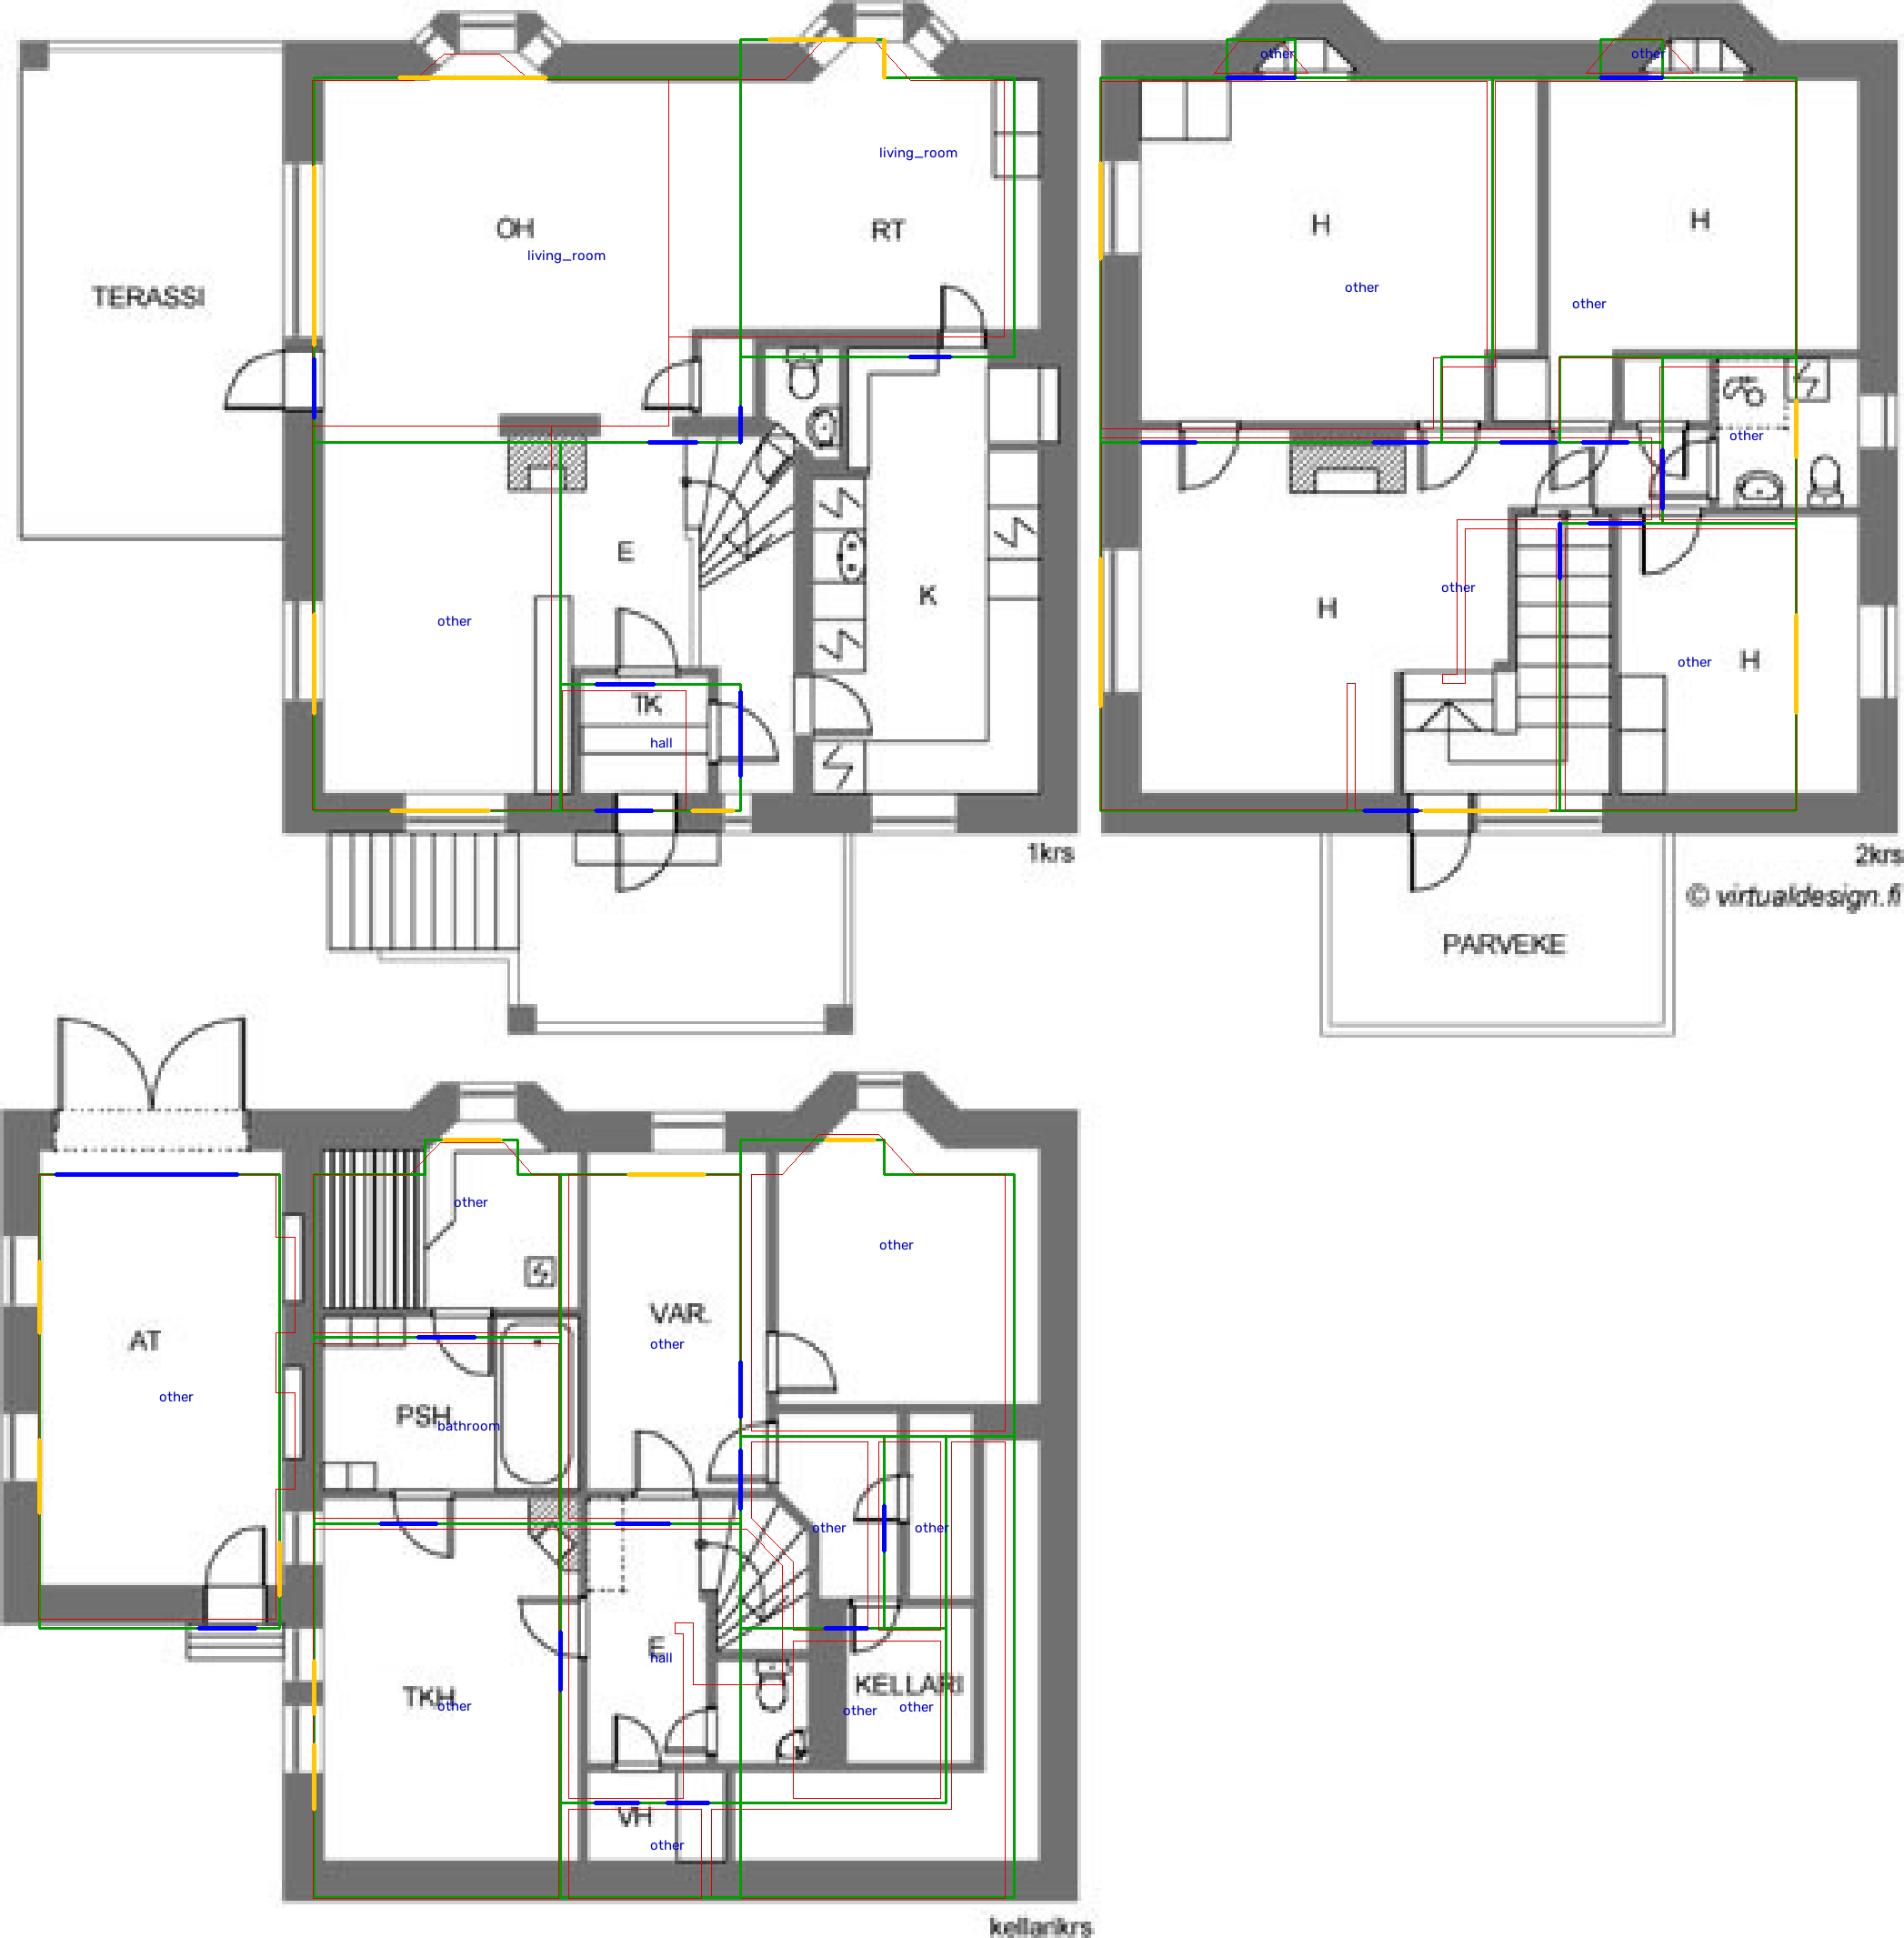 other
other
living_room
OH
RT
H
H
living_room
TERASSI
other
other
other
E
K
other
H
other
other
H
TK
hall
1krs
2krs
© virtualdesign.fi
PARVEKE
other
other
VAR.
AT
other
other
PSH
bathroom
other
other
E
hall
TKH
other
KELLARI
other
other
VH
other
kellarikrs